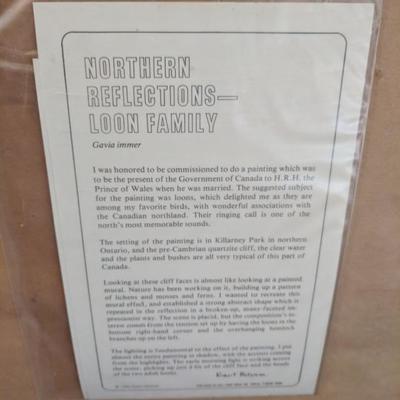 NORTHERN
REFLECTIONS—
LOON FAMILY
Gavia immer
I was honored to be commissioned to do a painting which was
to be the present of the Government of Canada to H.R.H. the
Prince of Wales when he was married. The suggested subject
for the painting was loons, which delighted me as they are
among my favorite birds, with wonderful associations with
the Canadian northland. Their ringing call is one of the
north's most memorable sounds.
The setting of the painting is in Killarney Park in northern
Ontario, and the pre-Cambrian quartzite cliff, the clear water
and the plants and bushes are all very typical of this part of
Canada.
Looking at these cliff faces is almost like looking at a painted
mural. Nature has been working on it, building up a pattern
of lichens and mosses and ferns. I wanted to recreate this
mural effect, and established a strong abstract shape which is
repeated in the reflection in a broken-up, many-faceted im-
pressionist way. The scene is placid, but the composition's in-
terest comes from the tension set up by having the loons in the
bottom right-hand corner and the overhanging hemlock
branches up on the left.
The lighting is fundamental to the effect of the painting. I put
almost the entire painting in shadow, with the accents coming
from the highlights. The early morning light is striking across
the scene, picking up just a bit of the cliff face and the heads
of the two adult loons.